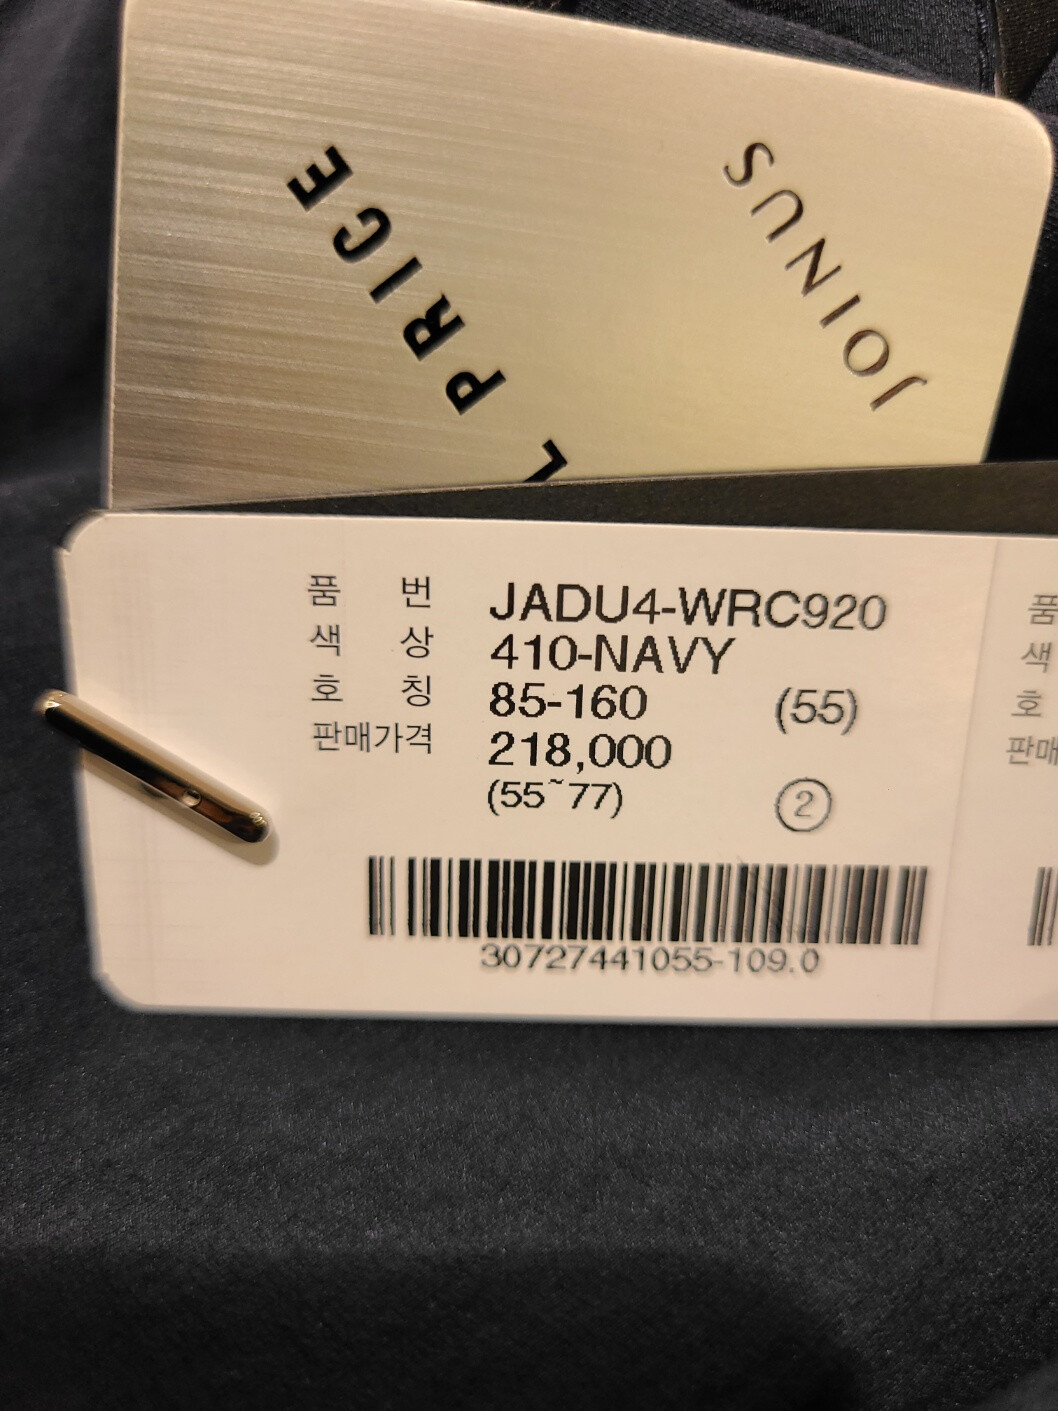 JOINUS
L PRICE
품 번 JADU4-WRC920
색 상 410-NAVY
호 칭 85-160 (55)
판매가격 218,000
(55~77) ②
30727441055-109.0
품
색
호
판매